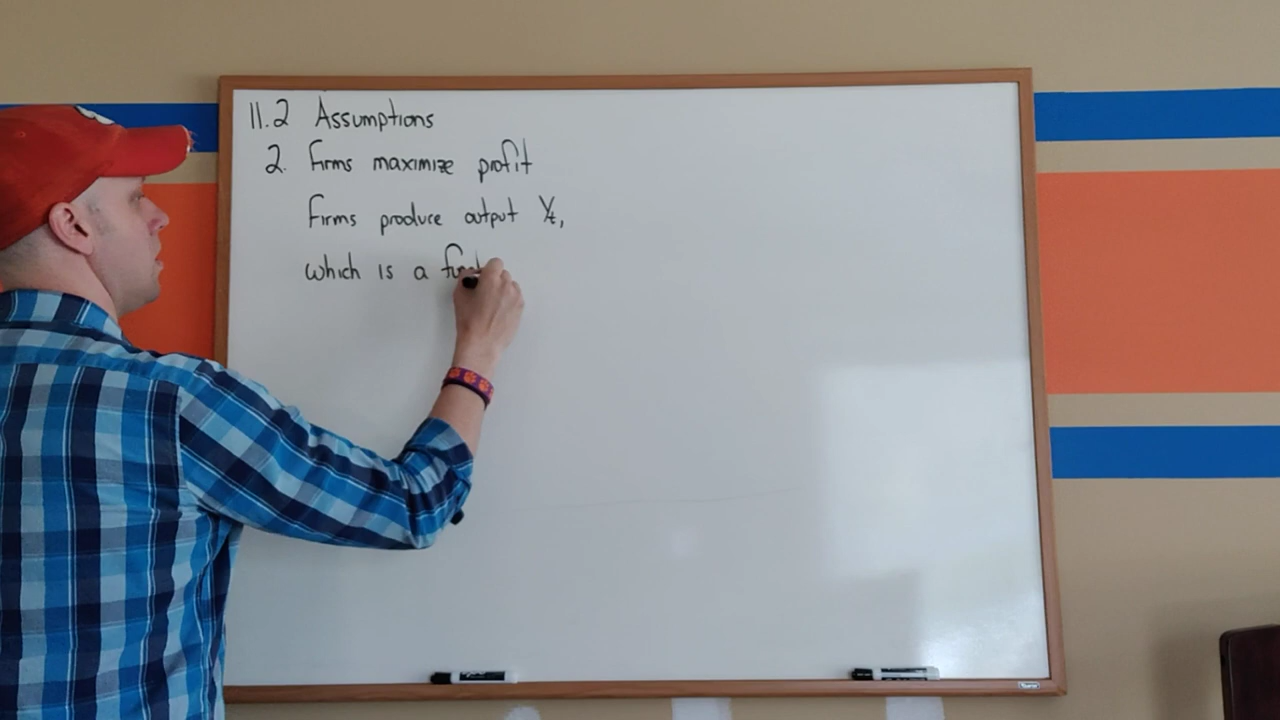 11.2 Assumptions
2. Firms maximize profit
Firms produce output Yt,
which is a